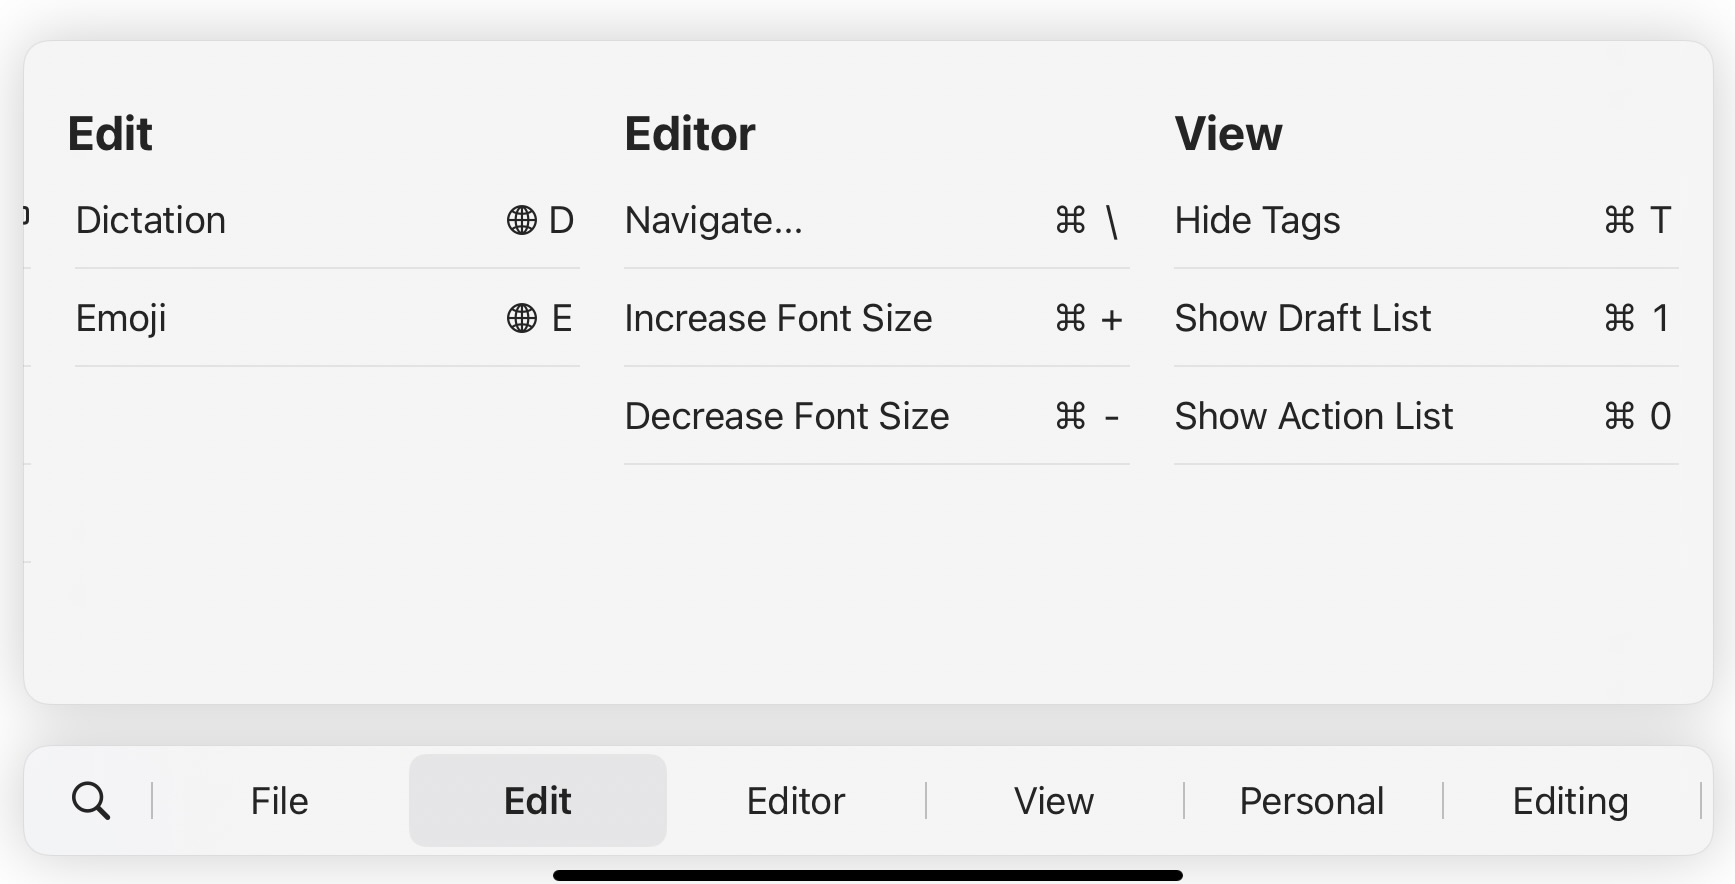 Edit
Dictation 🌐 D
Emoji 🌐 E
Editor
Navigate... ⌘ \
Increase Font Size ⌘ +
Decrease Font Size ⌘ -
View
Hide Tags ⌘ T
Show Draft List ⌘ 1
Show Action List ⌘ 0
File Edit Editor View Personal Editing